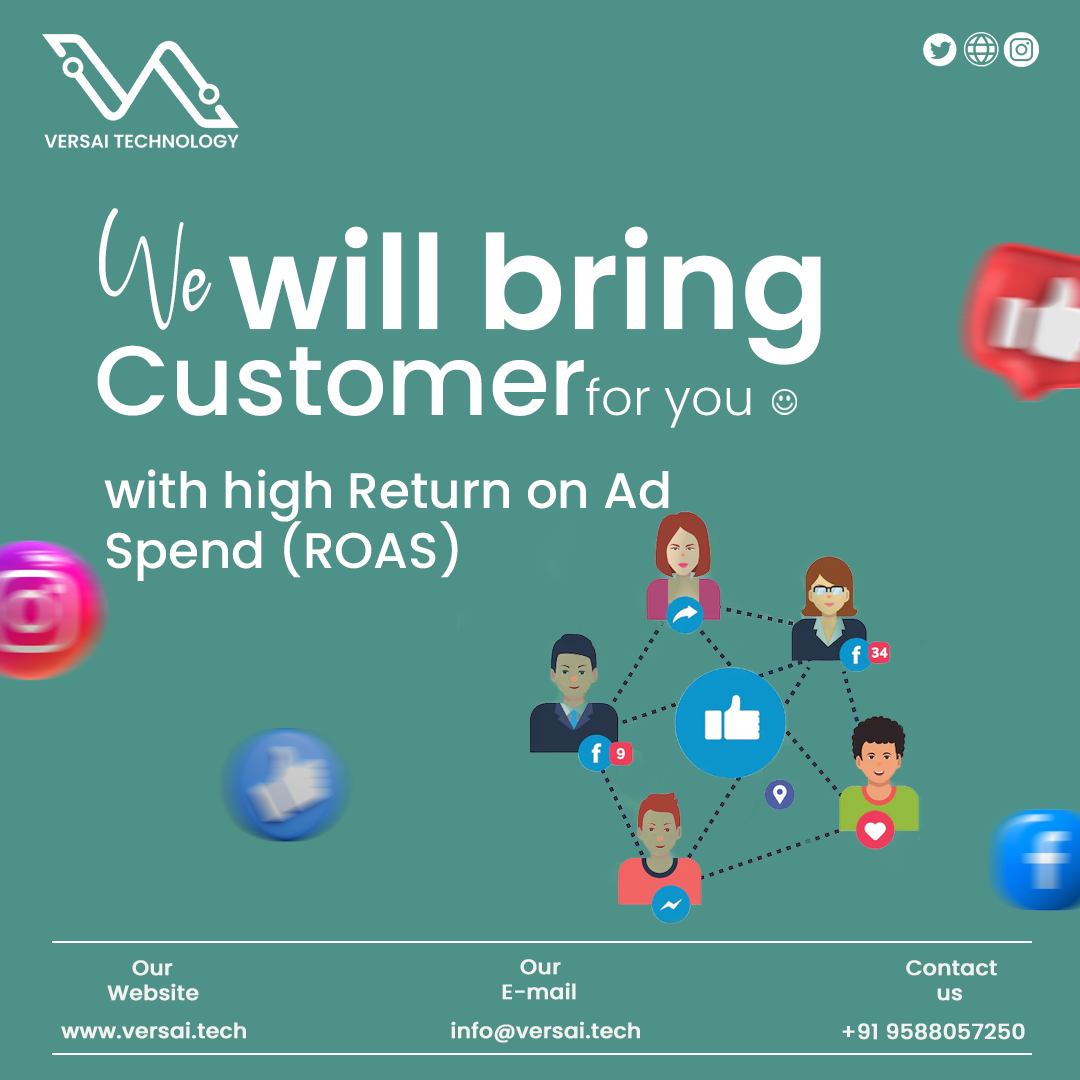 VERSAI TECHNOLOGY
We will bring
Customer for you ☺
with high Return on Ad
Spend (ROAS)
f 34
f 9
f
Our
Website
www.versai.tech
Our
E-mail
info@versai.tech
Contact
us
+91 9588057250